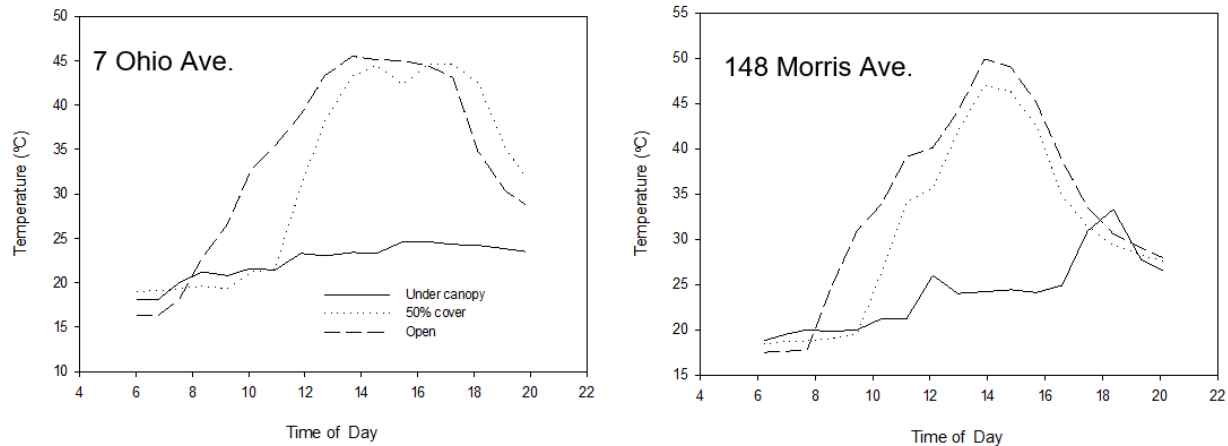 7 Ohio Ave.
Temperature (ºC)
50
45
40
35
30
25
20
15
10
Under canopy
50% cover
Open
4 6 8 10 12 14 16 18 20 22
Time of Day
148 Morris Ave.
Temperature (ºC)
55
50
45
40
35
30
25
20
15
4 6 8 10 12 14 16 18 20 22
Time of Day